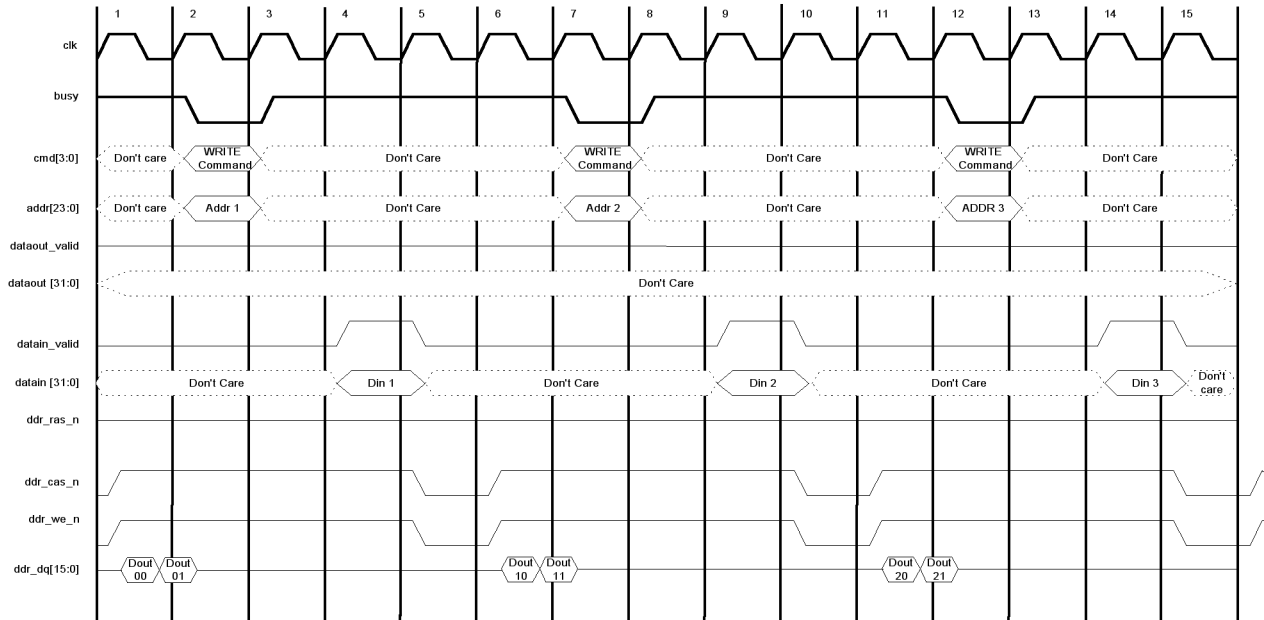 1 2 3 4 5 6 7 8 9 10 11 12 13 14 15
clk
busy
cmd[3:0] Don't care WRITE Command Don't Care WRITE Command Don't Care WRITE Command Don't Care
addr[23:0] Don't care Addr 1 Don't Care Addr 2 Don't Care ADDR 3 Don't Care
dataout_valid
dataout [31:0] Don't Care
datain_valid
datain [31:0] Don't Care Din 1 Don't Care Din 2 Don't Care Din 3 Don't care
ddr_ras_n
ddr_cas_n
ddr_we_n
ddr_dq[15:0] Dout 00 Dout 01 Dout 10 Dout 11 Dout 20 Dout 21